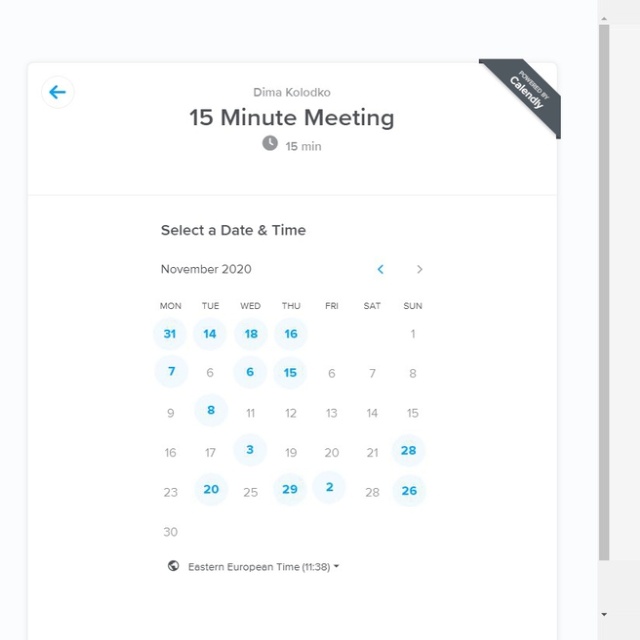 POWERED BY
Calendly
Dima Kolodko
15 Minute Meeting
15 min
Select a Date & Time
November 2020
MON TUE WED THU FRI SAT SUN
31 14 18 16 1
7 6 6 15 6 7 8
9 8 11 12 13 14 15
16 17 3 19 20 21 28
23 20 25 29 2 28 26
30
Eastern European Time (11:38)